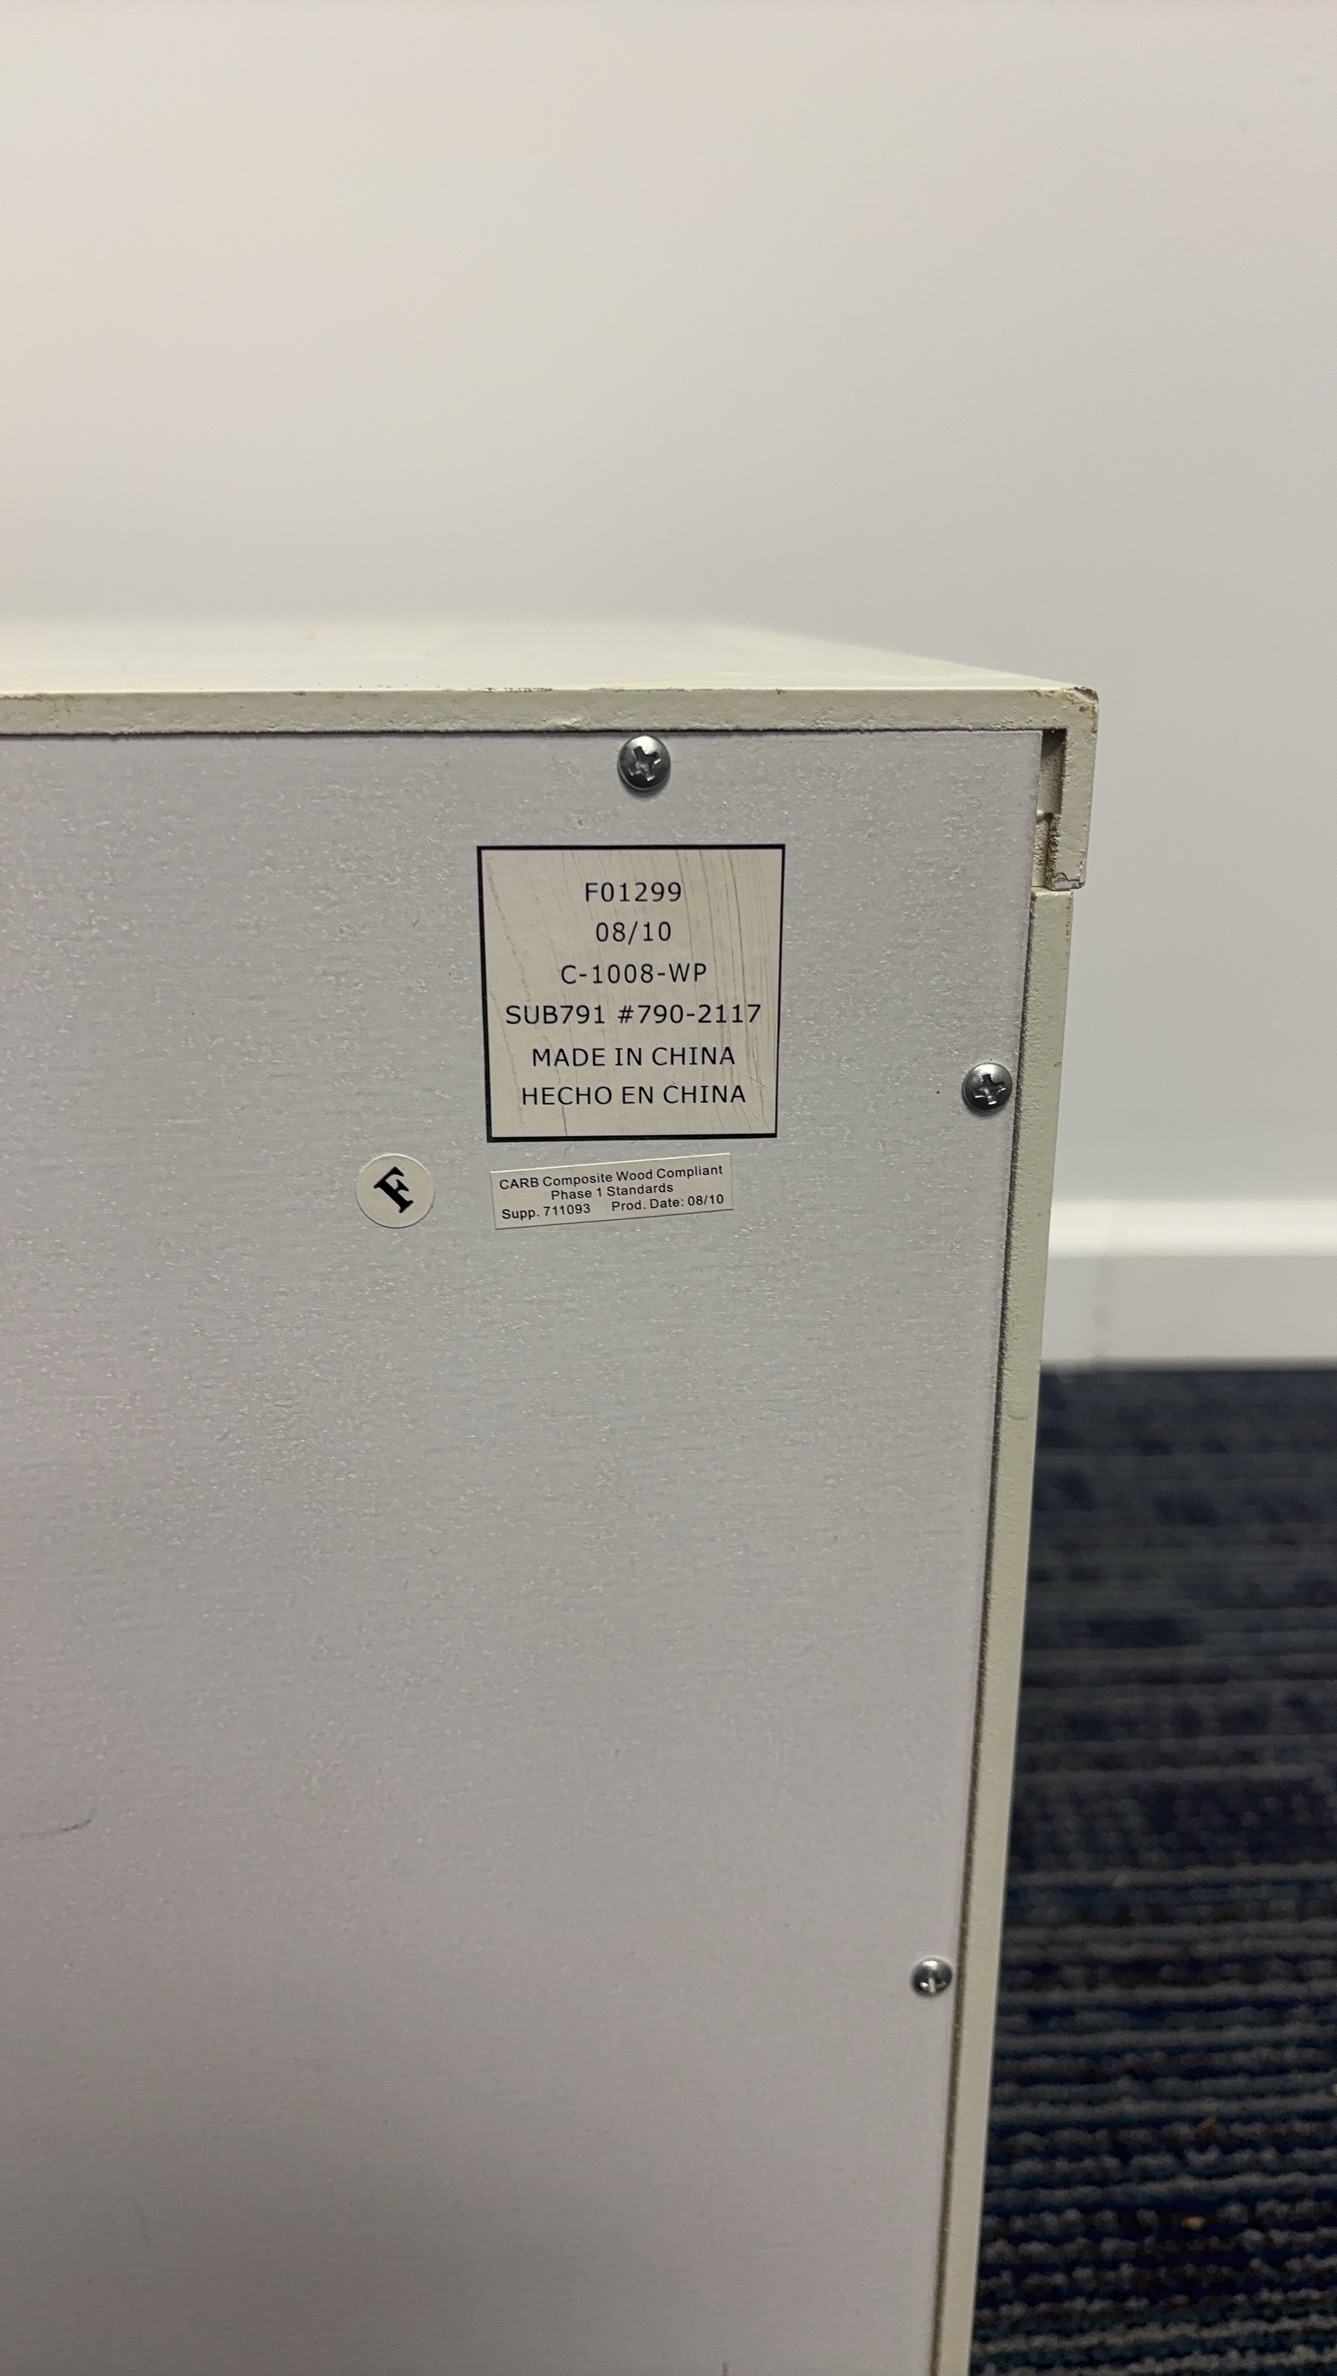 F01299
08/10
C-1008-WP
SUB791 #790-2117
MADE IN CHINA
HECHO EN CHINA
F
CARB Composite Wood Compliant
Phase 1 Standards
Supp. 711093 Prod. Date: 08/10